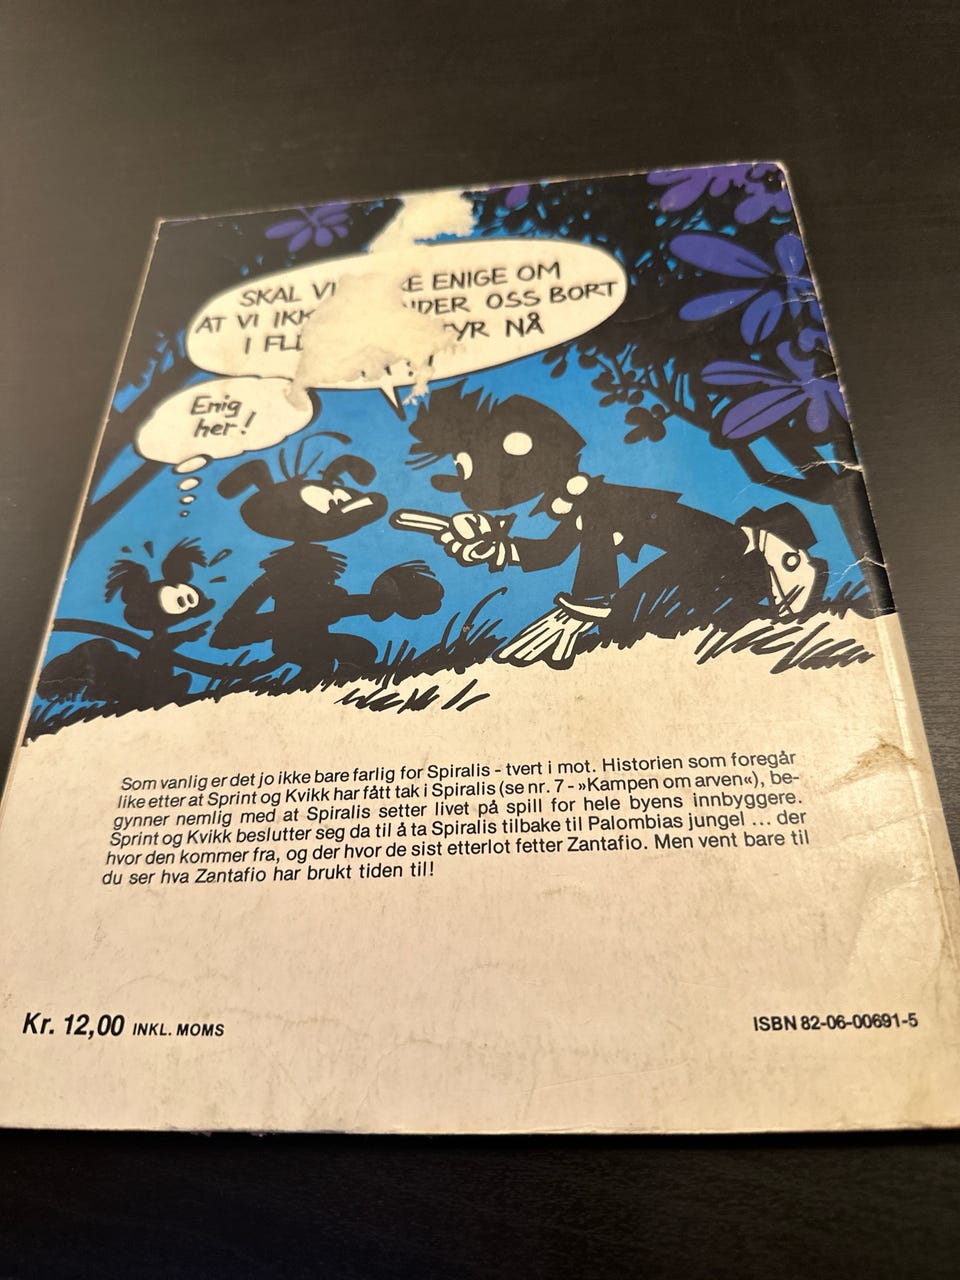 SKAL VI ENIGE OM
AT VI OSS BORT
I NÅ
Enig
her!
Som vanlig er det jo ikke bare farlig for Spiralis - tvert i mot. Historien som foregår
like etter at Sprint og Kvikk har fått tak i Spiralis (se nr. 7 - »Kampen om arven«), be-
gynner nemlig med at Spiralis setter livet på spill for hele byens innbyggere.
Sprint og Kvikk beslutter seg da til å ta Spiralis tilbake til Palombias jungel ... der
hvor den kommer fra, og der hvor de sist etterlot fetter Zantafio. Men vent bare til
du ser hva Zantafio har brukt tiden til!
Kr. 12,00 INKL. MOMS
ISBN 82-06-00691-5